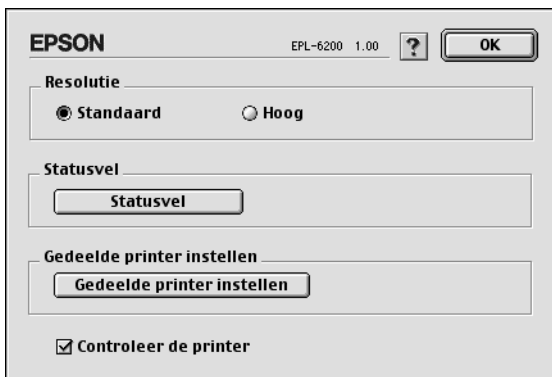 EPSON EPL-6200 1.00 ? OK
Resolutie
Standaard Hoog
Statusvel
Statusvel
Gedeelde printer instellen
Gedeelde printer instellen
Controleer de printer